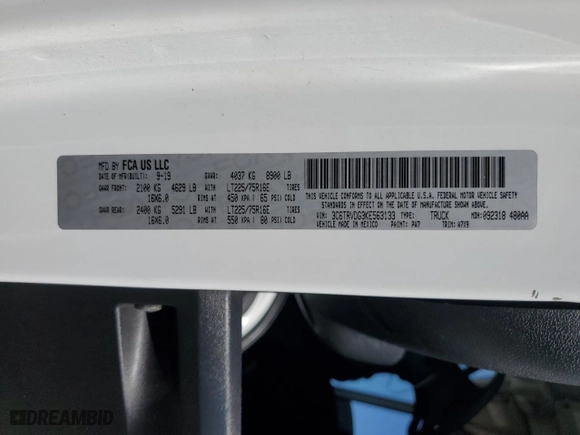 MFD BY FCA US LLC
DATE OF MFR(BUILT): 9-19 GVWR: 4037 KG 8900 LB
GAWR FRONT: 2100 KG 4629 LB WITH LT225/75R16E TIRES
16X6.0 RIMS AT 450 KPA ( 65 PSI) COLD
GAWR REAR: 2400 KG 5291 LB WITH LT225/75R16E TIRES
16X6.0 RIMS AT 550 KPA ( 80 PSI) COLD
THIS VEHICLE CONFORMS TO ALL APPLICABLE U.S.A. FEDERAL MOTOR VEHICLE SAFETY
STANDARDS IN EFFECT ON THE DATE OF MANUFACTURE SHOWN ABOVE.
VIN: 3C6TRVDG3KE563133 TYPE: TRUCK MDH: 092318 480AA
VEHICLE MADE IN MEXICO PAINT: PW7 TRIM: A7X9
DREAMBID